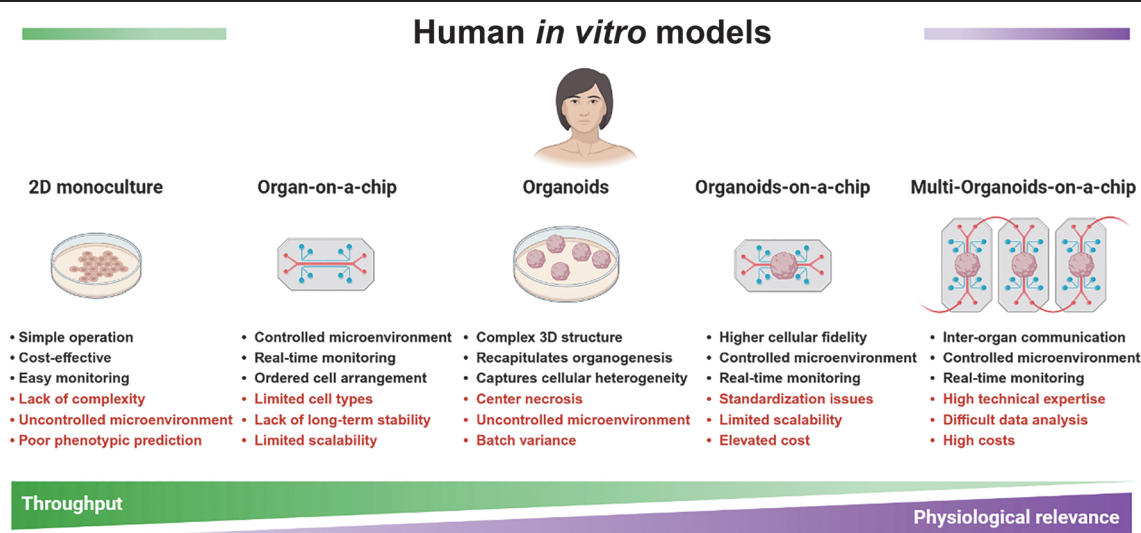 Human in vitro models
2D monoculture
• Simple operation
• Cost-effective
• Easy monitoring
• Lack of complexity
• Uncontrolled microenvironment
• Poor phenotypic prediction
Organ-on-a-chip
• Controlled microenvironment
• Real-time monitoring
• Ordered cell arrangement
• Limited cell types
• Lack of long-term stability
• Limited scalability
Organoids
• Complex 3D structure
• Recapitulates organogenesis
• Captures cellular heterogeneity
• Center necrosis
• Uncontrolled microenvironment
• Batch variance
Organoids-on-a-chip
• Higher cellular fidelity
• Controlled microenvironment
• Real-time monitoring
• Standardization issues
• Limited scalability
• Elevated cost
Multi-Organoids-on-a-chip
• Inter-organ communication
• Controlled microenvironment
• Real-time monitoring
• High technical expertise
• Difficult data analysis
• High costs
Throughput
Physiological relevance